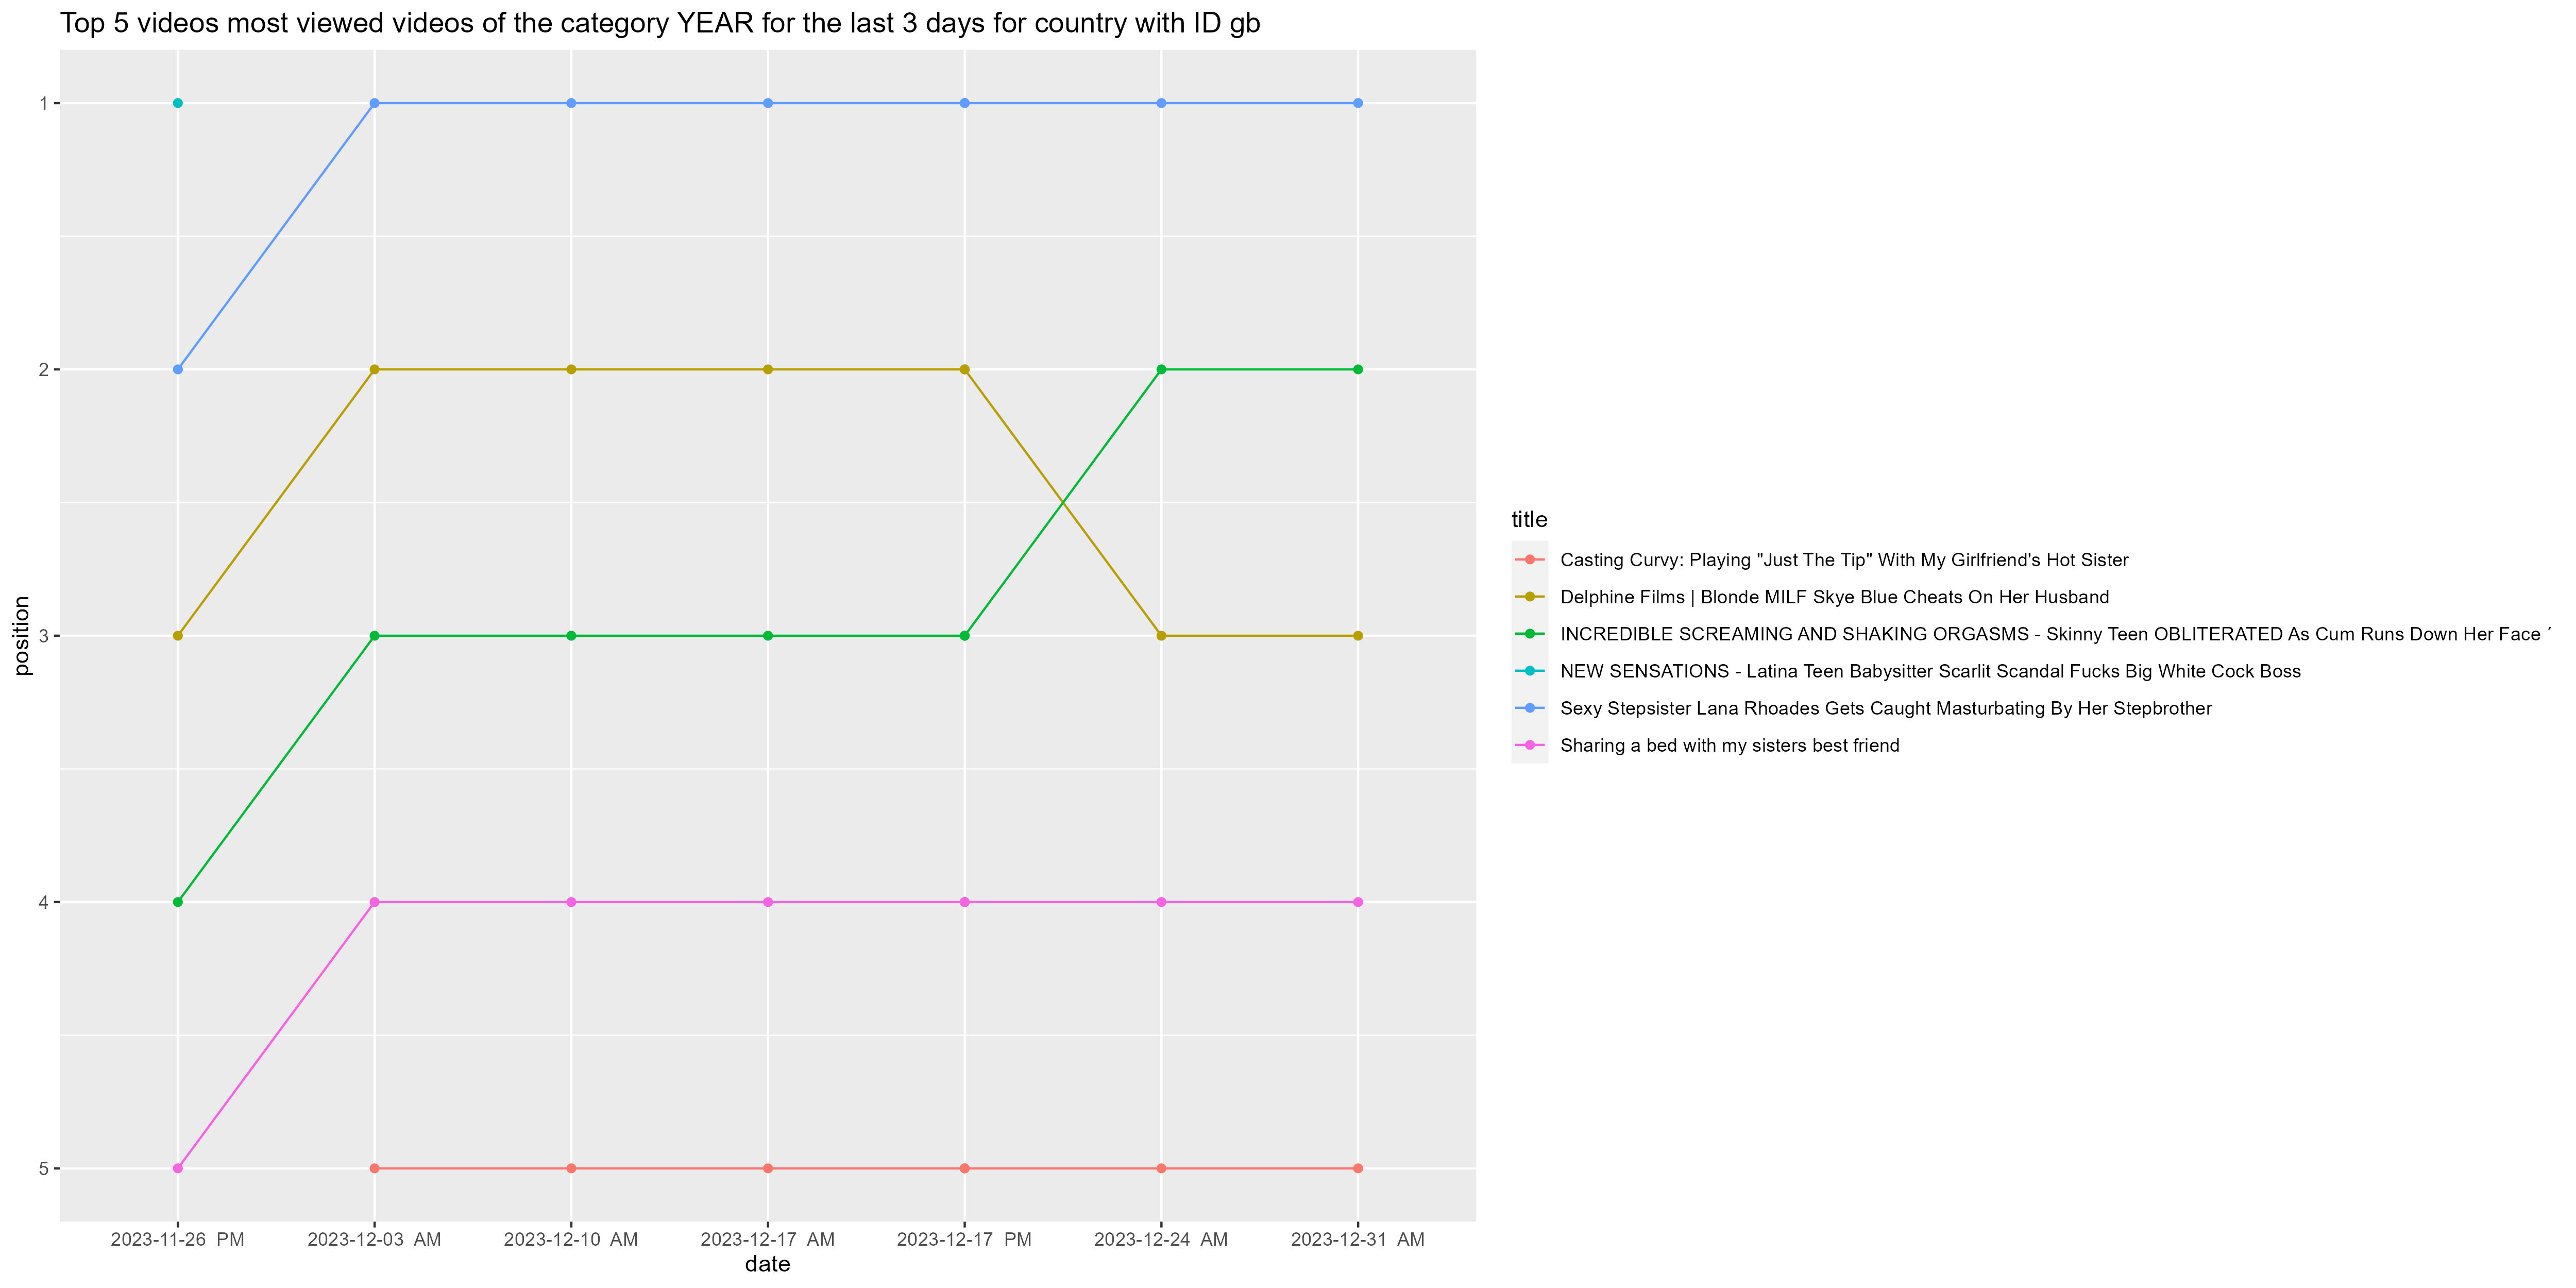 Top 5 videos most viewed videos of the category YEAR for the last 3 days for country with ID gb
position
1
2
3
4
5
2023-11-26 PM
2023-12-03 AM
2023-12-10 AM
2023-12-17 AM
2023-12-17 PM
2023-12-24 AM
2023-12-31 AM
date
title
Casting Curvy: Playing "Just The Tip" With My Girlfriend's Hot Sister
Delphine Films | Blonde MILF Skye Blue Cheats On Her Husband
INCREDIBLE SCREAMING AND SHAKING ORGASMS - Skinny Teen OBLITERATED As Cum Runs Down Her Face
NEW SENSATIONS - Latina Teen Babysitter Scarlit Scandal Fucks Big White Cock Boss
Sexy Stepsister Lana Rhoades Gets Caught Masturbating By Her Stepbrother
Sharing a bed with my sisters best friend